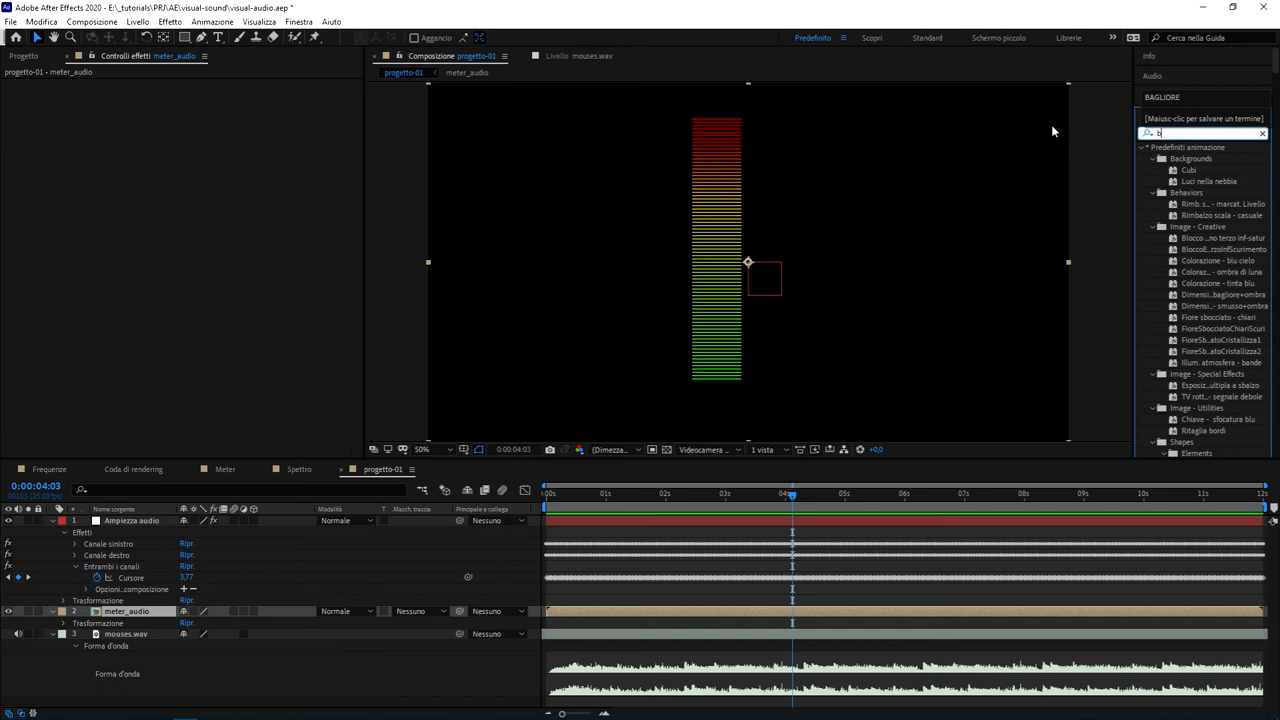 Adobe After Effects 2020 - E:\_tutorials\PRJ\AE\visual-sound\visual-audio.aep *
File Modifica Composizione Livello Effetto Animazione Visualizza Finestra Aiuto
Aggancio Predefinito Scopri Standard Schermo piccolo Librerie Cerca nella Guida
Progetto Controlli effetti meter_audio Composizione progetto-01 Livello mouses.wav Info
progetto-01 • meter_audio progetto-01 meter_audio
Audio
BAGLIORE
[Maiusc-clic per salvare un termine]
b
* Predefiniti animazione
Backgrounds
Cubi
Luci nella nebbia
Behaviors
Rimb. s... - marcat. Livello
Rimbalzo scala - casuale
Image - Creative
Blocco ...no terzo inf-satur
BloccoE...rzoInfScurimento
Colorazione - blu cielo
Coloraz... - ombra di luna
Colorazione - tinta blu
Dimensi...bagliore+ombra
Dimensi...- smusso+ombra
Fiore sbocciato - chiari
FioreSbocciatoChiariScuri
FioreSb...atoCristallizza1
FioreSb...atoCristallizza2
Illum. atmosfera - bande
Image - Special Effects
Esposiz...ultipla a sbalzo
TV rott...- segnale debole
Image - Utilities
Chiave - sfocatura blu
Ritaglia bordi
Shapes
Elements
50% 0:00:04:03 (Dimezza... Videocamera ... 1 vista +0,0
Frequenze Coda di rendering Meter Spettro progetto-01
0:00:04:03
00103 (25.00 fps)
:00s 01s 02s 03s 04s 05s 06s 07s 08s 09s 10s 11s 12s
# Nome sorgente Modalità T Masch. traccia Principale e collega
1 Ampiezza audio Normale Nessuno
Effetti
Canale sinistro Ripr.
Canale destro Ripr.
Entrambi i canali Ripr.
Cursore 3,77
Opzioni...composizione
Trasformazione Ripr.
2 meter_audio Normale Nessuno Nessuno
Trasformazione Ripr.
3 mouses.wav Nessuno
Forma d'onda
Forma d'onda